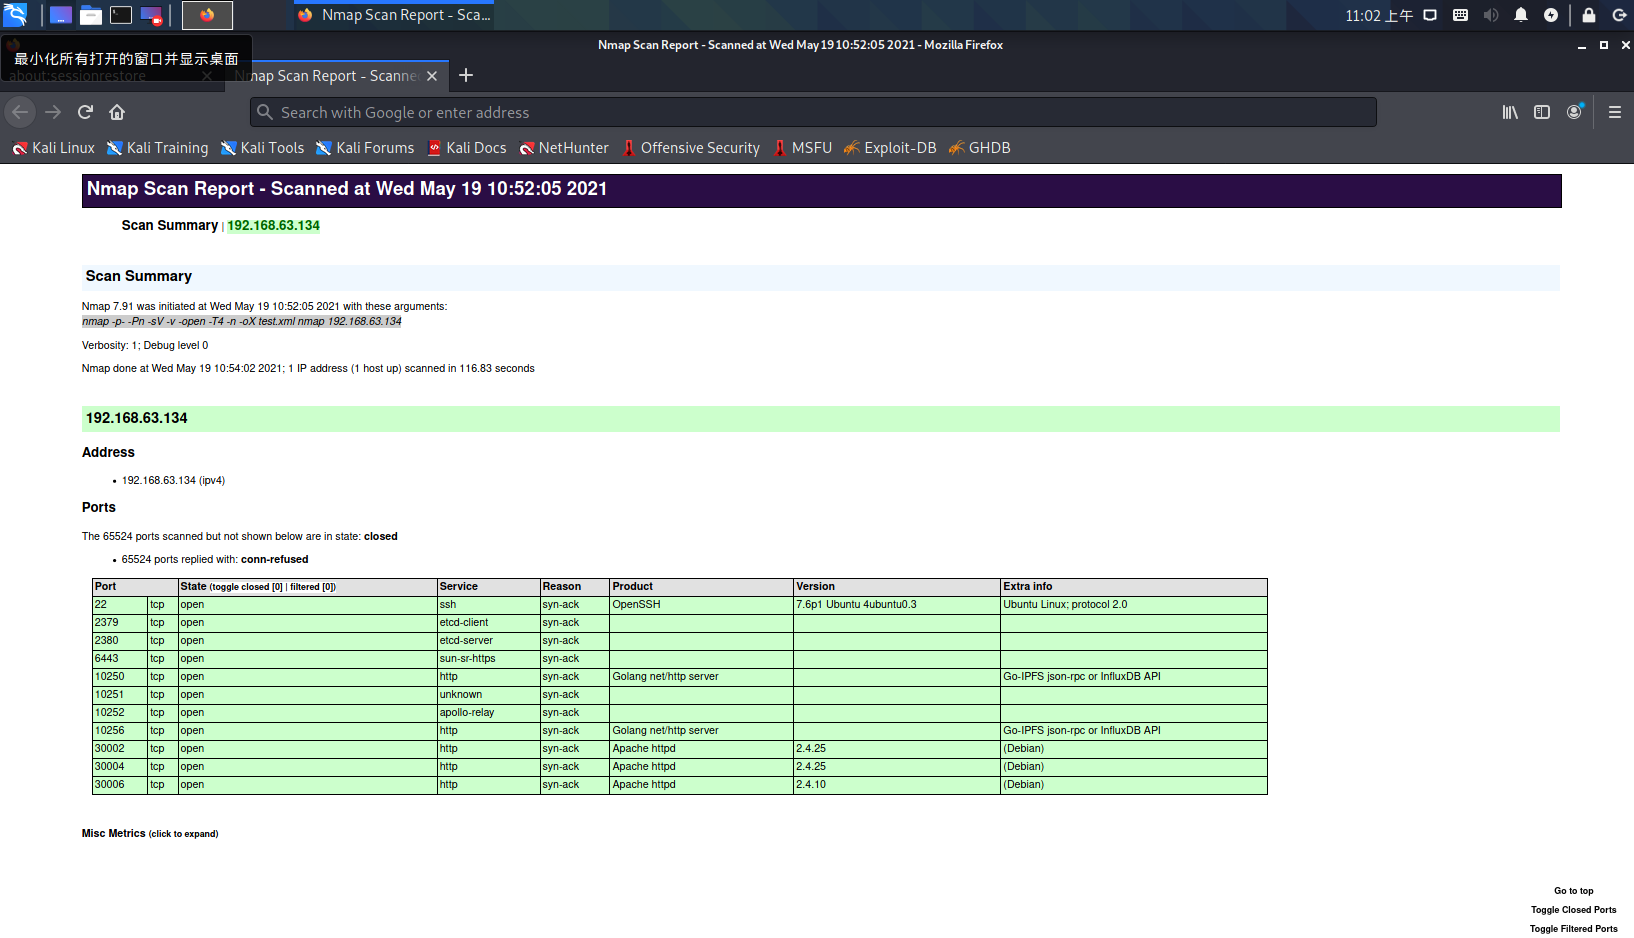 Nmap Scan Report - Sca...
11:02 上午
Nmap Scan Report - Scanned at Wed May 19 10:52:05 2021 - Mozilla Firefox
最小化所有打开的窗口并显示桌面
about:sessionrestore
Nmap Scan Report - Scanne
Search with Google or enter address
Kali Linux Kali Training Kali Tools Kali Forums Kali Docs NetHunter Offensive Security MSFU Exploit-DB GHDB
Nmap Scan Report - Scanned at Wed May 19 10:52:05 2021
Scan Summary | 192.168.63.134
Scan Summary
Nmap 7.91 was initiated at Wed May 19 10:52:05 2021 with these arguments:
nmap -p- -Pn -sV -v -open -T4 -n -oX test.xml nmap 192.168.63.134
Verbosity: 1; Debug level 0
Nmap done at Wed May 19 10:54:02 2021; 1 IP address (1 host up) scanned in 116.83 seconds
192.168.63.134
Address
• 192.168.63.134 (ipv4)
Ports
The 65524 ports scanned but not shown below are in state: closed
• 65524 ports replied with: conn-refused
Port State (toggle closed [0] | filtered [0]) Service Reason Product Version Extra info
22 tcp open ssh syn-ack OpenSSH 7.6p1 Ubuntu 4ubuntu0.3 Ubuntu Linux; protocol 2.0
2379 tcp open etcd-client syn-ack
2380 tcp open etcd-server syn-ack
6443 tcp open sun-sr-https syn-ack
10250 tcp open http syn-ack Golang net/http server Go-IPFS json-rpc or InfluxDB API
10251 tcp open unknown syn-ack
10252 tcp open apollo-relay syn-ack
10256 tcp open http syn-ack Golang net/http server Go-IPFS json-rpc or InfluxDB API
30002 tcp open http syn-ack Apache httpd 2.4.25 (Debian)
30004 tcp open http syn-ack Apache httpd 2.4.25 (Debian)
30006 tcp open http syn-ack Apache httpd 2.4.10 (Debian)
Misc Metrics (click to expand)
Go to top
Toggle Closed Ports
Toggle Filtered Ports